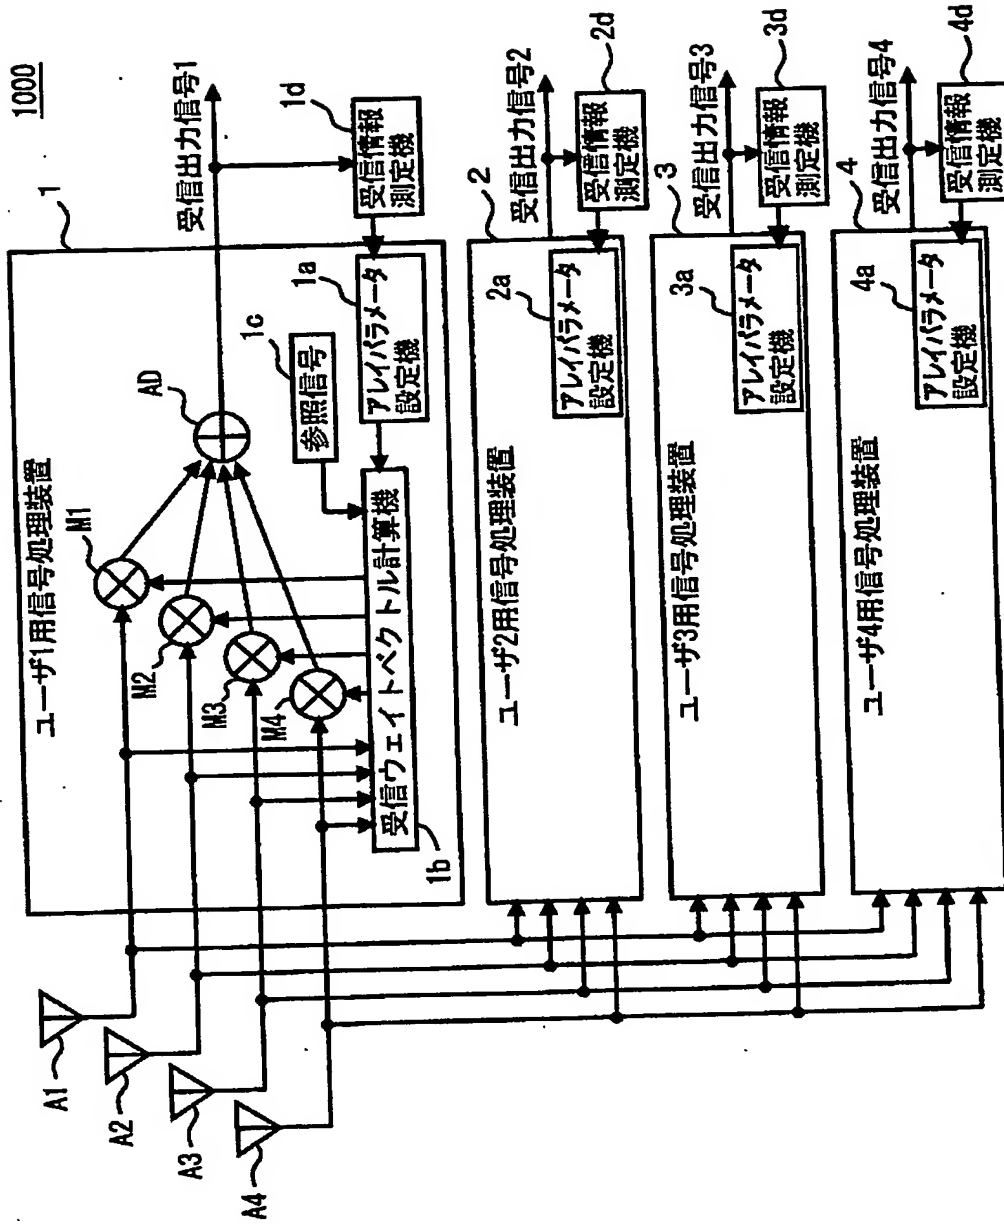 1000
1
ユーザ1用信号処理装置
受信出力信号1
M1
M2
M3
M4
AD
1c
参照信号
1a
アレイパラメータ
設定機
1d
受信情報
測定機
受信ウェイトベクトル計算機
1b
A1
A2
A3
A4
2
ユーザ2用信号処理装置
受信出力信号2
2a
アレイパラメータ
設定機
2d
受信情報
測定機
3
ユーザ3用信号処理装置
受信出力信号3
3a
アレイパラメータ
設定機
3d
受信情報
測定機
4
ユーザ4用信号処理装置
受信出力信号4
4a
アレイパラメータ
設定機
4d
受信情報
測定機